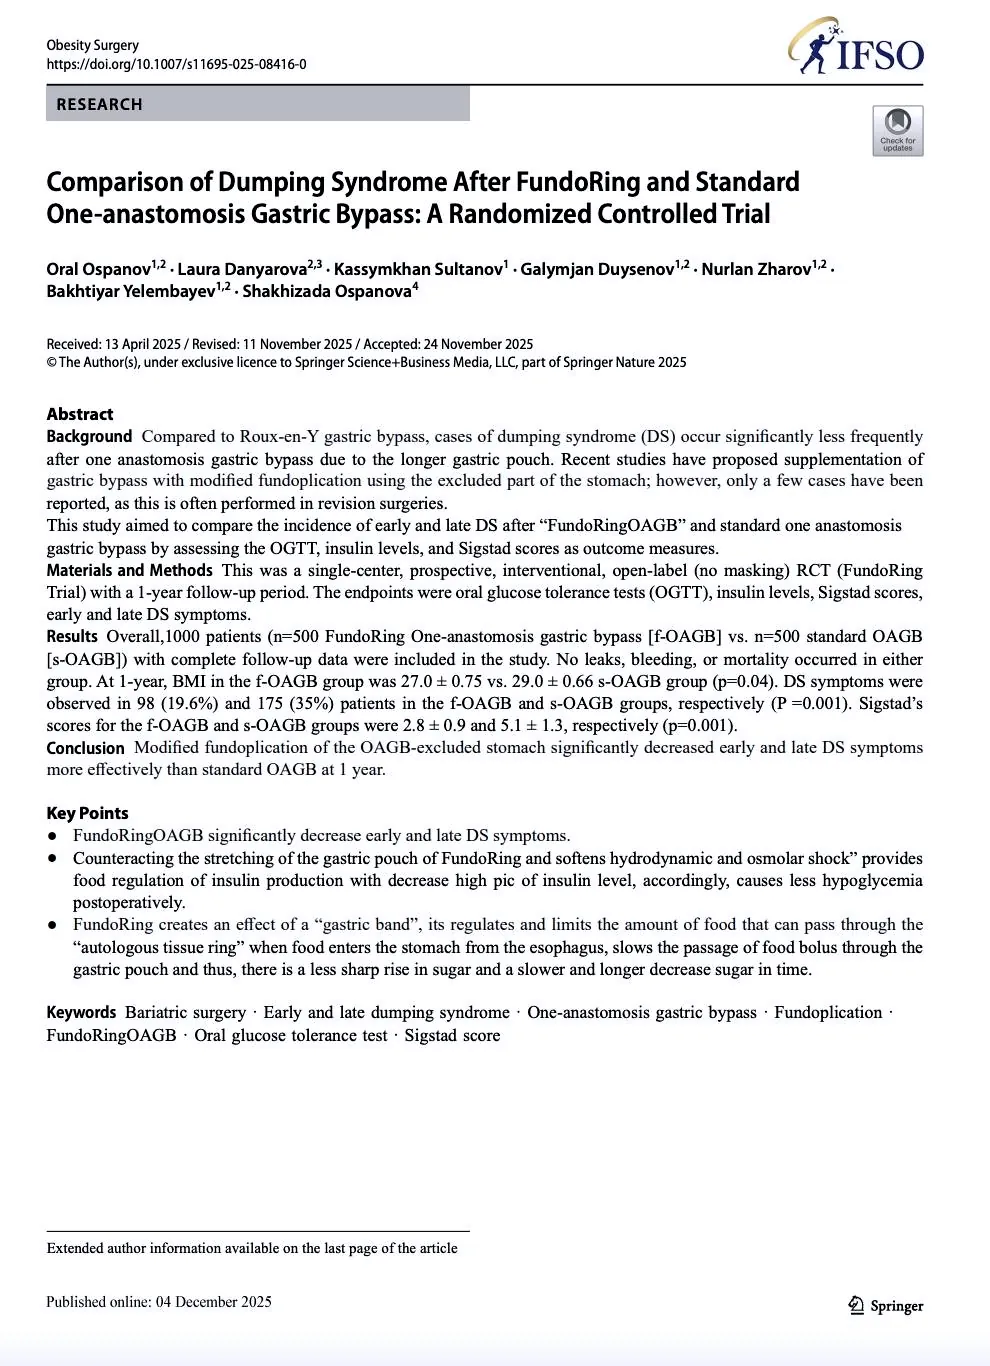 Obesity Surgery
https://doi.org/10.1007/s11695-025-08416-0
IFSO
RESEARCH
Check for
updates
Comparison of Dumping Syndrome After FundoRing and Standard
One-anastomosis Gastric Bypass: A Randomized Controlled Trial
Oral Ospanov1,2 · Laura Danyarova2,3 · Kassymkhan Sultanov1 · Galymjan Duysenov1,2 · Nurlan Zharov1,2 ·
Bakhtiyar Yelembayev1,2 · Shakhizada Ospanova4
Received: 13 April 2025 / Revised: 11 November 2025 / Accepted: 24 November 2025
© The Author(s), under exclusive licence to Springer Science+Business Media, LLC, part of Springer Nature 2025
Abstract
Background Compared to Roux-en-Y gastric bypass, cases of dumping syndrome (DS) occur significantly less frequently
after one anastomosis gastric bypass due to the longer gastric pouch. Recent studies have proposed supplementation of
gastric bypass with modified fundoplication using the excluded part of the stomach; however, only a few cases have been
reported, as this is often performed in revision surgeries.
This study aimed to compare the incidence of early and late DS after “FundoRingOAGB” and standard one anastomosis
gastric bypass by assessing the OGTT, insulin levels, and Sigstad scores as outcome measures.
Materials and Methods This was a single-center, prospective, interventional, open-label (no masking) RCT (FundoRing
Trial) with a 1-year follow-up period. The endpoints were oral glucose tolerance tests (OGTT), insulin levels, Sigstad scores,
early and late DS symptoms.
Results Overall,1000 patients (n=500 FundoRing One-anastomosis gastric bypass [f-OAGB] vs. n=500 standard OAGB
[s-OAGB]) with complete follow-up data were included in the study. No leaks, bleeding, or mortality occurred in either
group. At 1-year, BMI in the f-OAGB group was 27.0 ± 0.75 vs. 29.0 ± 0.66 s-OAGB group (p=0.04). DS symptoms were
observed in 98 (19.6%) and 175 (35%) patients in the f-OAGB and s-OAGB groups, respectively (P =0.001). Sigstad’s
scores for the f-OAGB and s-OAGB groups were 2.8 ± 0.9 and 5.1 ± 1.3, respectively (p=0.001).
Conclusion Modified fundoplication of the OAGB-excluded stomach significantly decreased early and late DS symptoms
more effectively than standard OAGB at 1 year.
Key Points
● FundoRingOAGB significantly decrease early and late DS symptoms.
● Counteracting the stretching of the gastric pouch of FundoRing and softens hydrodynamic and osmolar shock” provides
food regulation of insulin production with decrease high pic of insulin level, accordingly, causes less hypoglycemia
postoperatively.
● FundoRing creates an effect of a “gastric band”, its regulates and limits the amount of food that can pass through the
“autologous tissue ring” when food enters the stomach from the esophagus, slows the passage of food bolus through the
gastric pouch and thus, there is a less sharp rise in sugar and a slower and longer decrease sugar in time.
Keywords Bariatric surgery · Early and late dumping syndrome · One-anastomosis gastric bypass · Fundoplication ·
FundoRingOAGB · Oral glucose tolerance test · Sigstad score
Extended author information available on the last page of the article
Published online: 04 December 2025
Springer